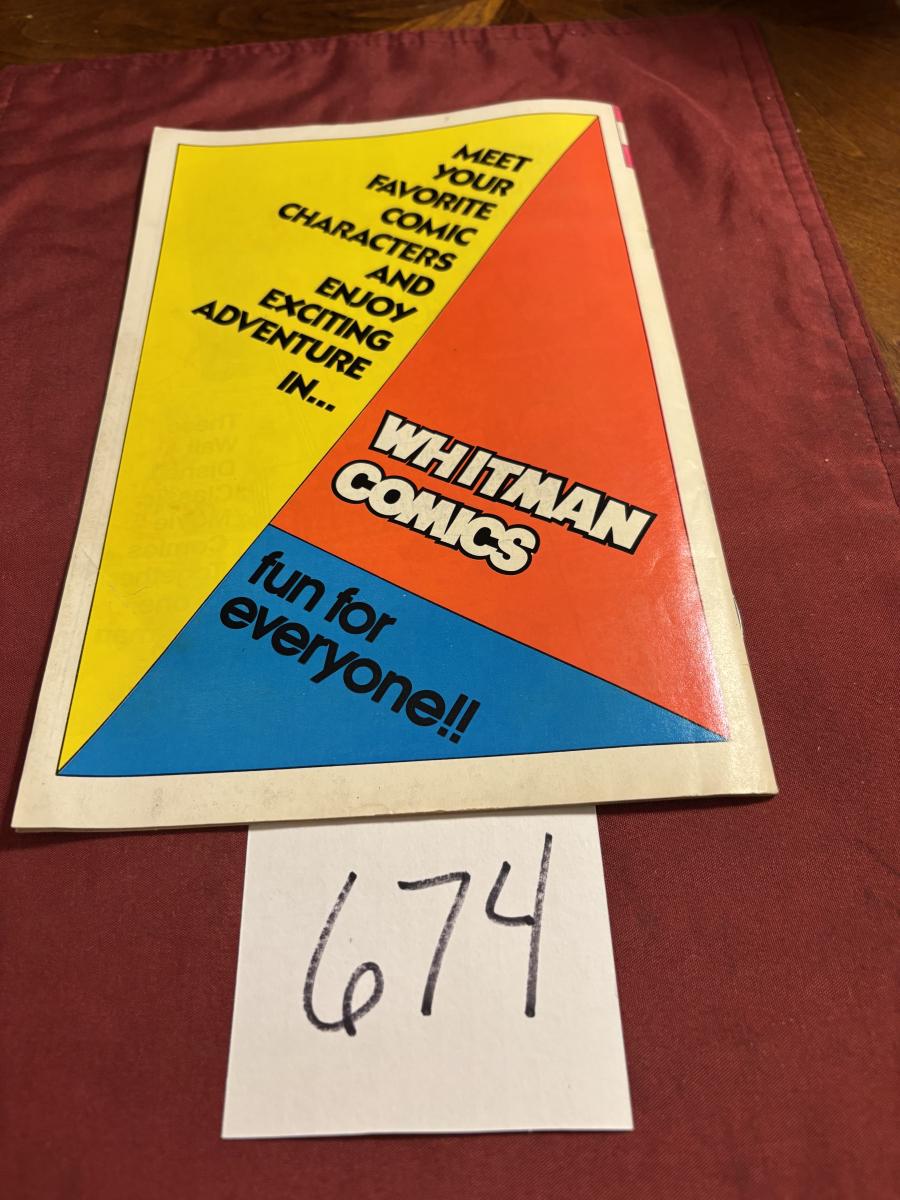 MEET
YOUR
FAVORITE
COMIC
CHARACTERS
AND
ENJOY
EXCITING
ADVENTURE
IN...
WHITMAN
COMICS
fun for
everyone!!
674